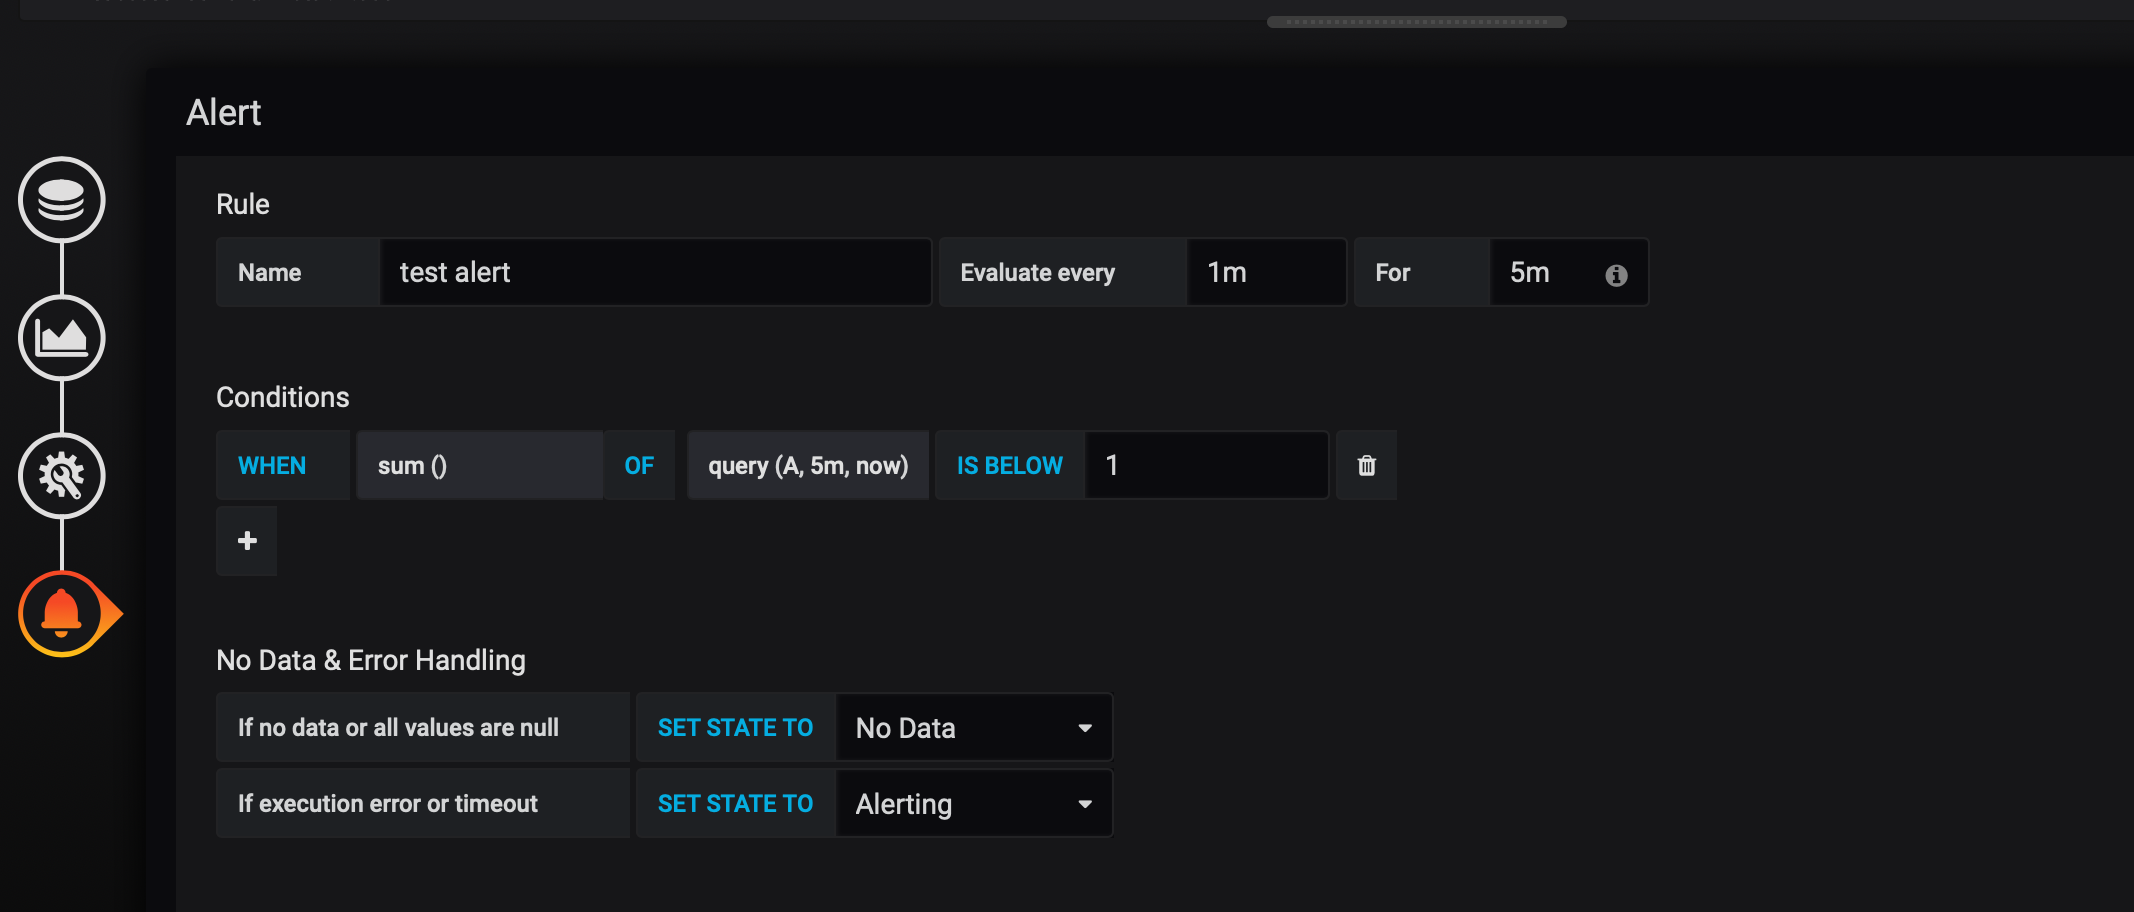 Alert
Rule
Name test alert Evaluate every 1m For 5m
Conditions
WHEN sum () OF query (A, 5m, now) IS BELOW 1
No Data & Error Handling
If no data or all values are null SET STATE TO No Data
If execution error or timeout SET STATE TO Alerting